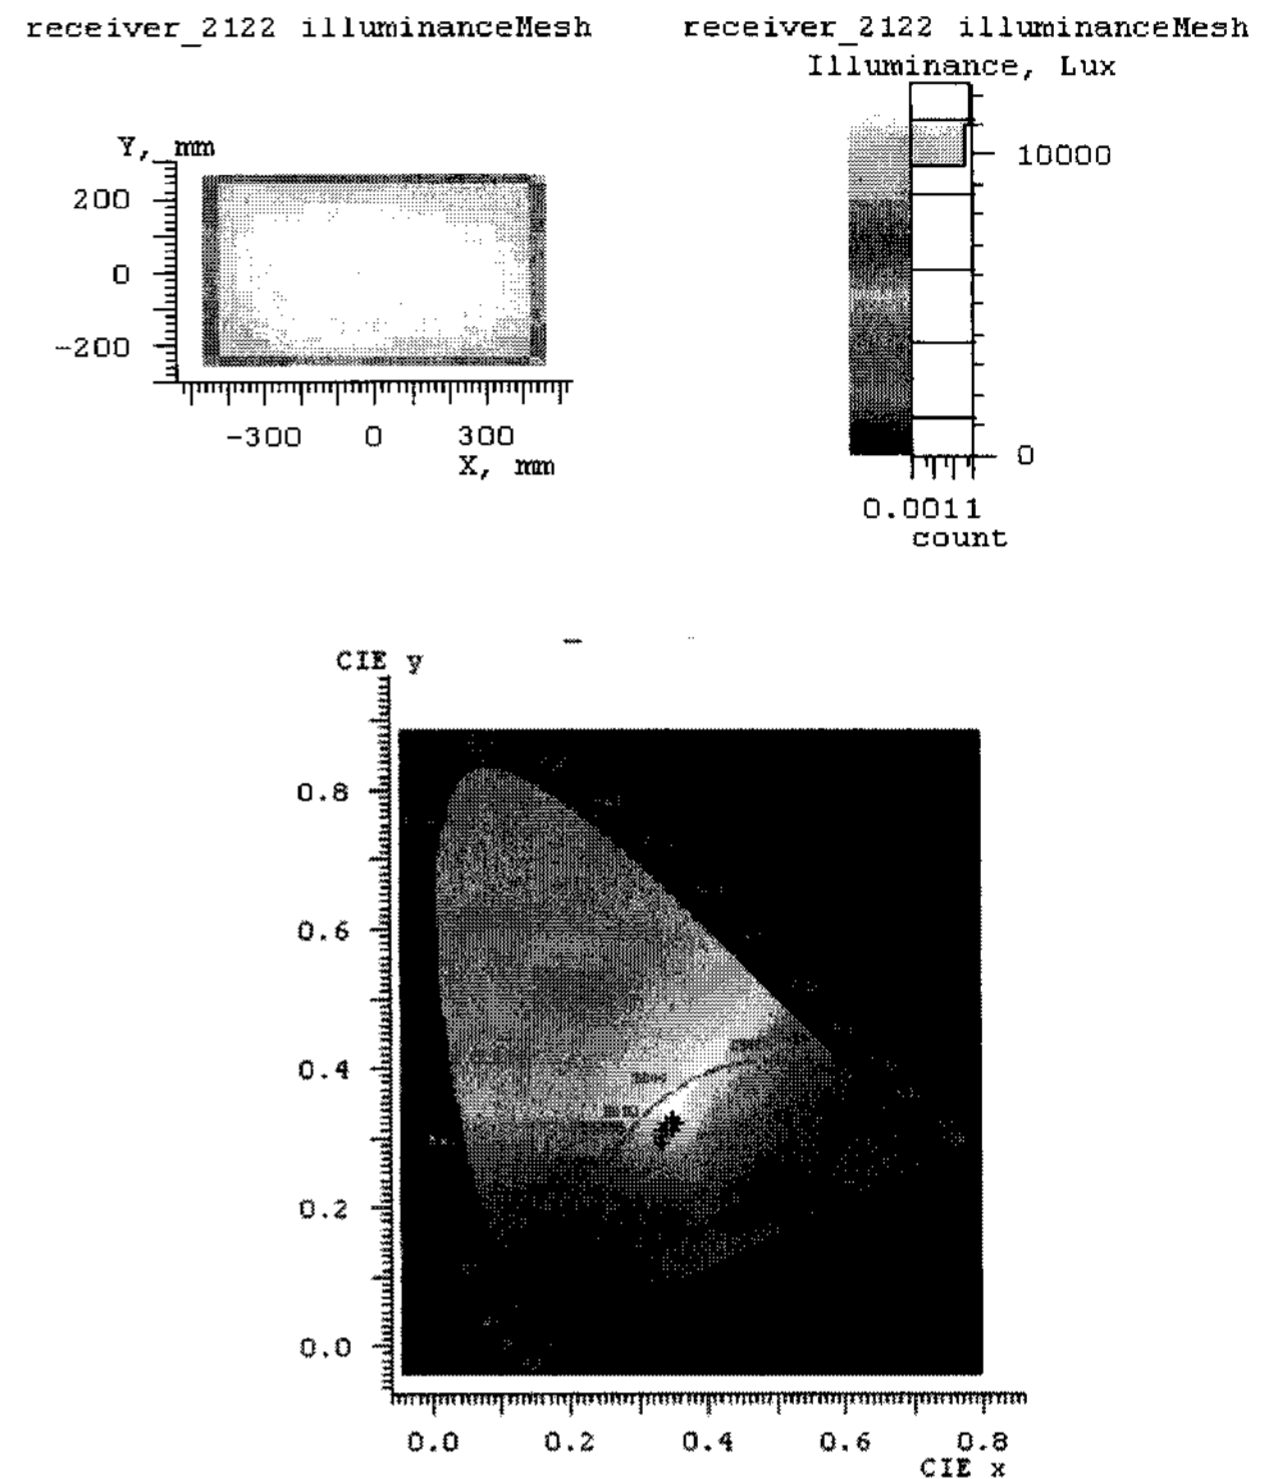 receiver_2122 illuminanceMesh
Y, mm
200
0
-200
-300 0 300
X, mm
receiver_2122 illuminanceMesh
Illuminance, Lux
10000
0
0.0011
count
CIE y
0.8
0.6
0.4
0.2
0.0
0.0 0.2 0.4 0.6 0.8
CIE x